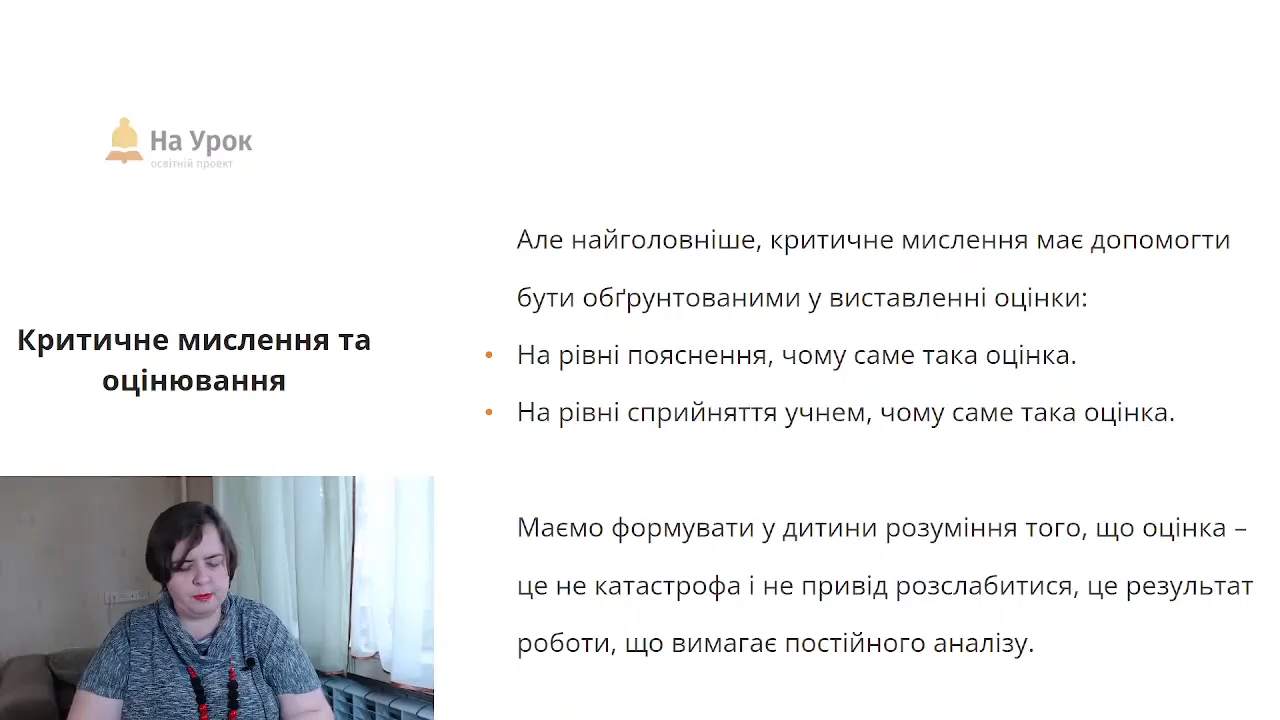 На Урок
освітній проект
Критичне мислення та
оцінювання
Але найголовніше, критичне мислення має допомогти
бути обґрунтованими у виставленні оцінки:
• На рівні пояснення, чому саме така оцінка.
• На рівні сприйняття учнем, чому саме така оцінка.
Маємо формувати у дитини розуміння того, що оцінка –
це не катастрофа і не привід розслабитися, це результат
роботи, що вимагає постійного аналізу.